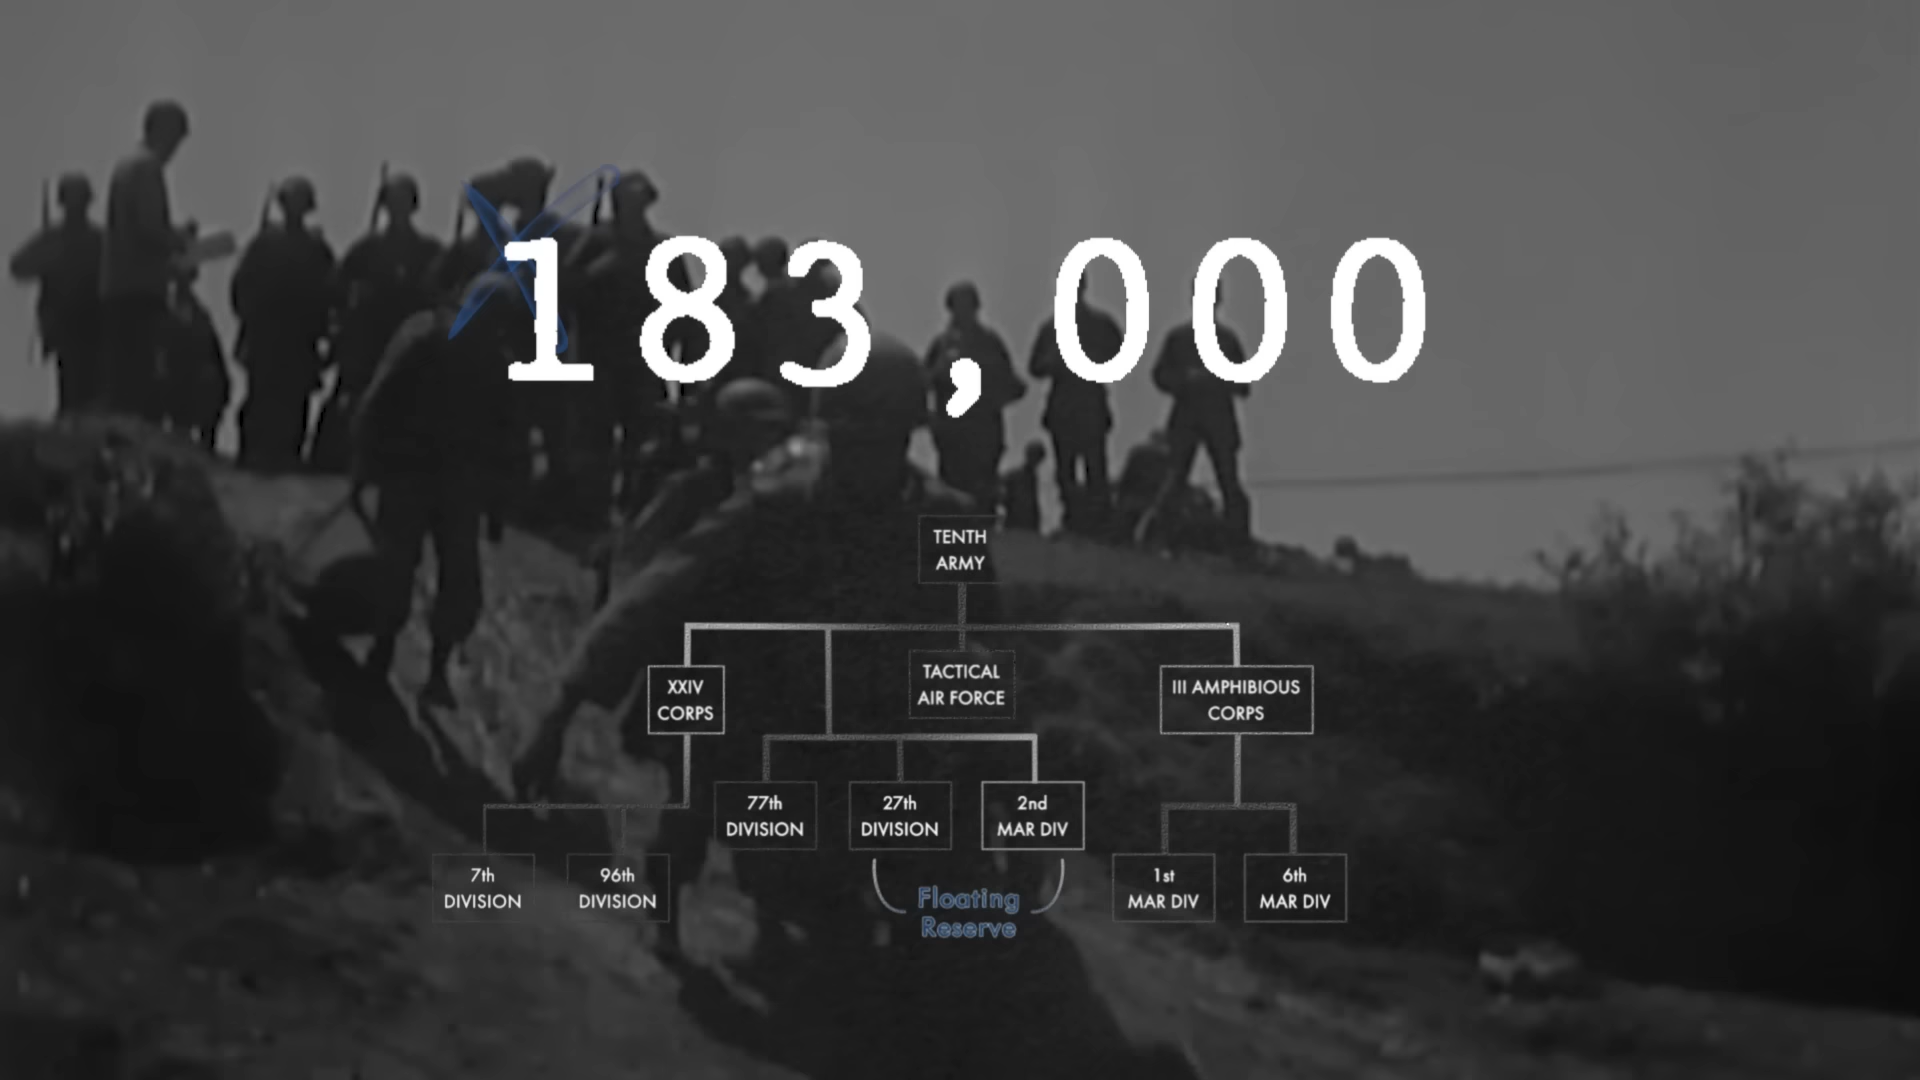 183,000
TENTH
ARMY
XXIV
CORPS
TACTICAL
AIR FORCE
III AMPHIBIOUS
CORPS
77th
DIVISION
27th
DIVISION
2nd
MAR DIV
7th
DIVISION
96th
DIVISION
1st
MAR DIV
6th
MAR DIV
Floating
Reserve